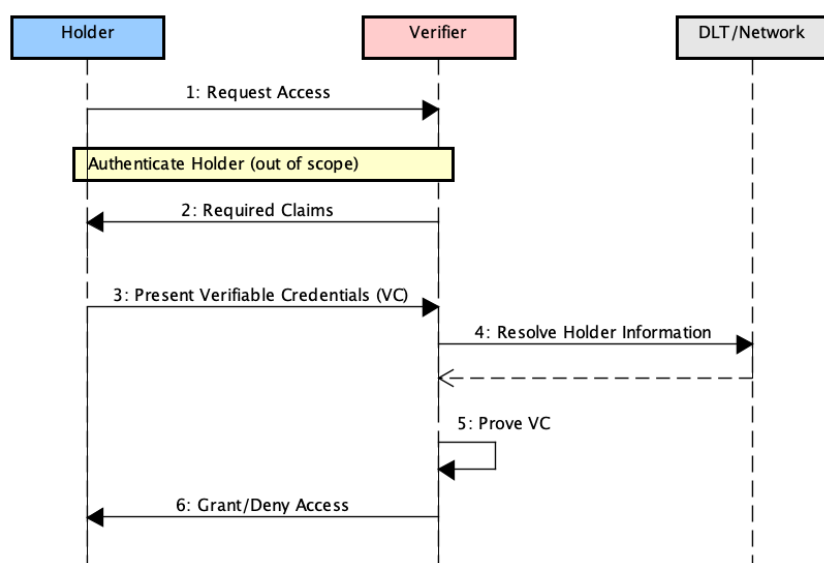 Holder
Verifier
DLT/Network
1: Request Access
Authenticate Holder (out of scope)
2: Required Claims
3: Present Verifiable Credentials (VC)
4: Resolve Holder Information
5: Prove VC
6: Grant/Deny Access